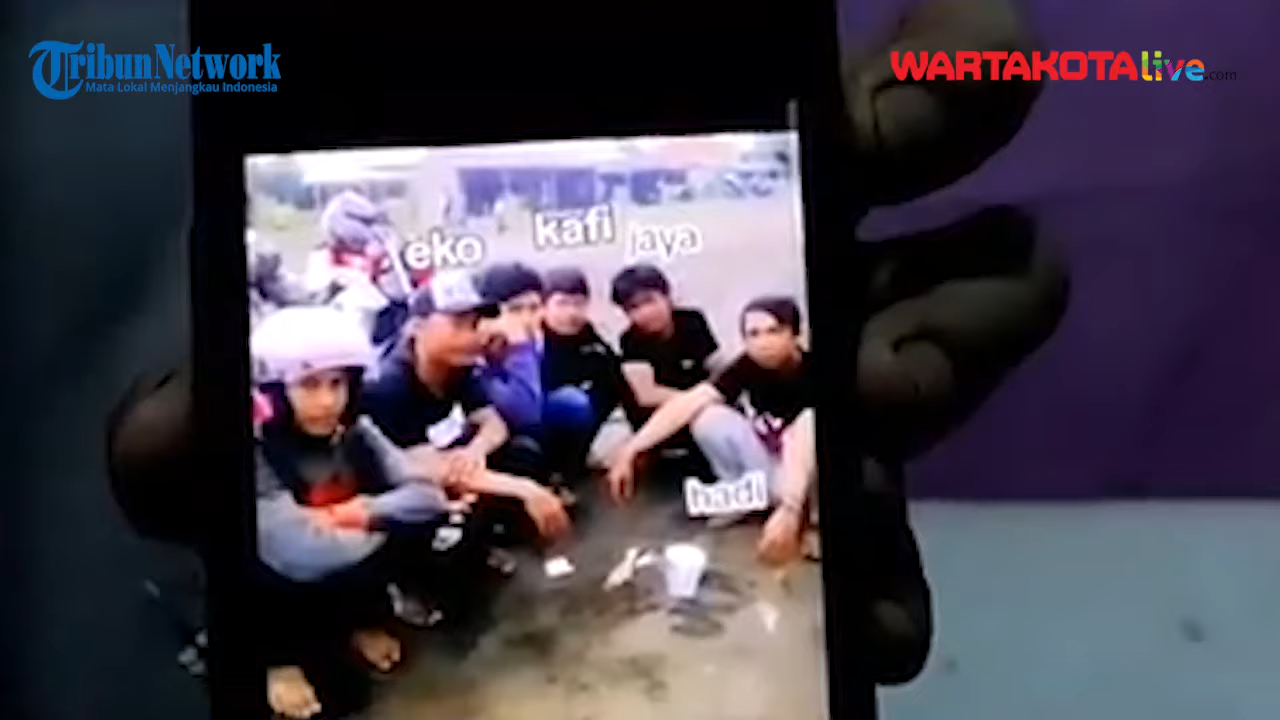 TribunNetwork
Mata Lokal Menjangkau Indonesia
WARTAKOTAlive.com
eko
kafi
jaya
hadi